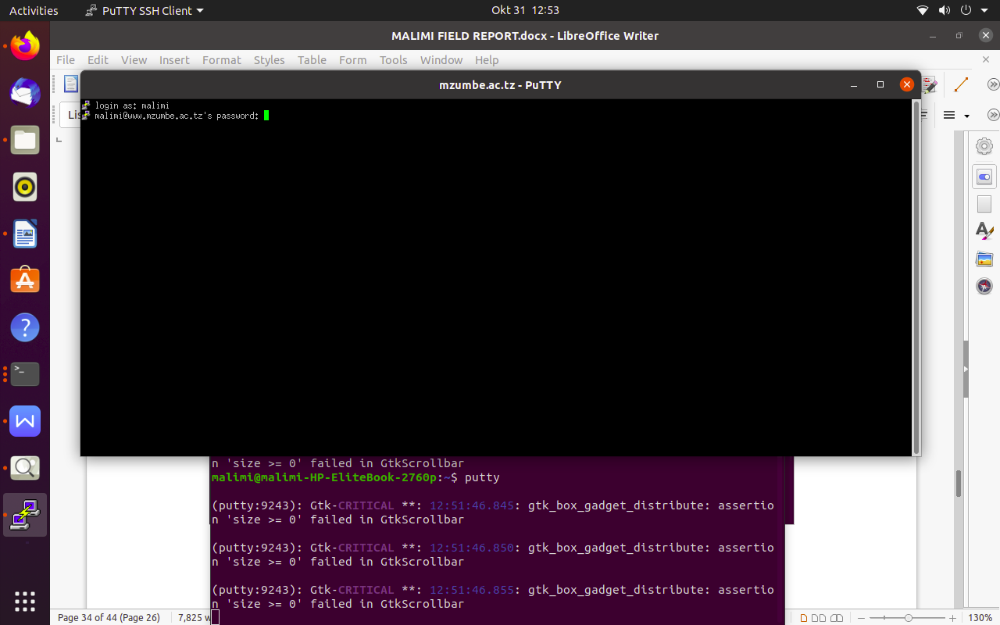 Activities
PuTTY SSH Client
Okt 31 12:53
MALIMI FIELD REPORT.docx - LibreOffice Writer
File Edit View Insert Format Styles Table Form Tools Window Help
mzumbe.ac.tz - PuTTY
login as: malimi
malimi@www.mzumbe.ac.tz's password:
n 'size >= 0' failed in GtkScrollbar
malimi@malimi-HP-EliteBook-2760p:~$ putty
(putty:9243): Gtk-CRITICAL **: 12:51:46.845: gtk_box_gadget_distribute: assertio
n 'size >= 0' failed in GtkScrollbar
(putty:9243): Gtk-CRITICAL **: 12:51:46.850: gtk_box_gadget_distribute: assertio
n 'size >= 0' failed in GtkScrollbar
(putty:9243): Gtk-CRITICAL **: 12:51:46.855: gtk_box_gadget_distribute: assertio
n 'size >= 0' failed in GtkScrollbar
Page 34 of 44 (Page 26) 7,825 w
130%